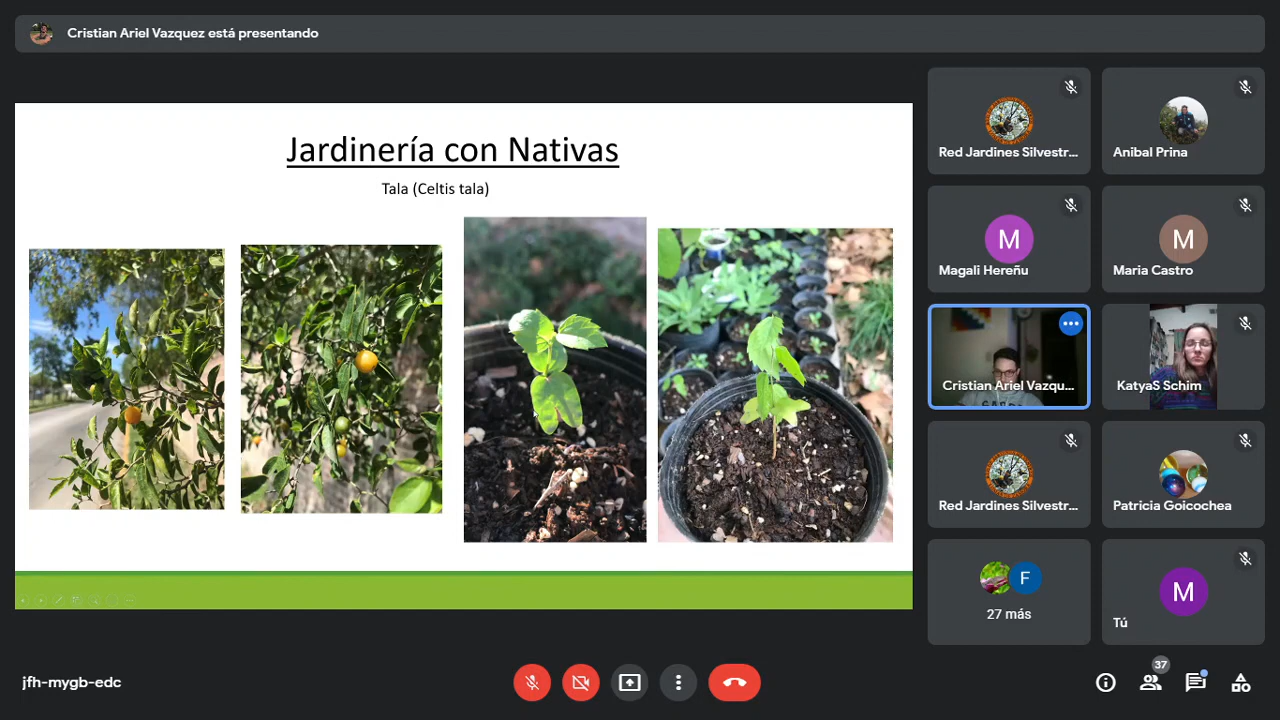 Cristian Ariel Vazquez está presentando
Jardinería con Nativas
Tala (Celtis tala)
Red Jardines Silvestr...
Anibal Prina
M
Magali Hereñu
M
Maria Castro
Cristian Ariel Vazqu...
KatyaS Schim
Red Jardines Silvestr...
Patricia Goicochea
F
27 más
M
Tú
jfh-mygb-edc
37